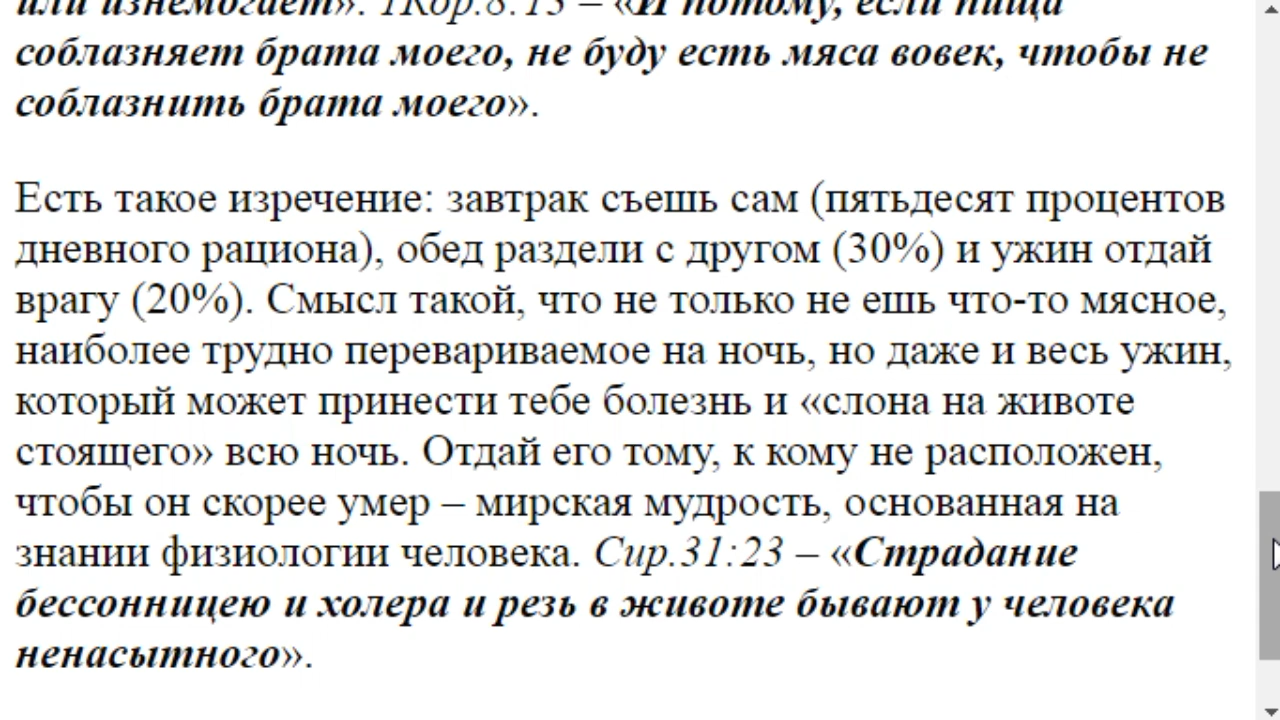 или изнемогает». 1Кор.8:13 – «И потому, если пища
соблазняет брата моего, не буду есть мяса вовек, чтобы не
соблазнить брата моего».
Есть такое изречение: завтрак съешь сам (пятьдесят процентов
дневного рациона), обед раздели с другом (30%) и ужин отдай
врагу (20%). Смысл такой, что не только не ешь что-то мясное,
наиболее трудно перевариваемое на ночь, но даже и весь ужин,
который может принести тебе болезнь и «слона на животе
стоящего» всю ночь. Отдай его тому, к кому не расположен,
чтобы он скорее умер – мирская мудрость, основанная на
знании физиологии человека. Сир.31:23 – «Страдание
бессонницею и холера и резь в животе бывают у человека
ненасытного».